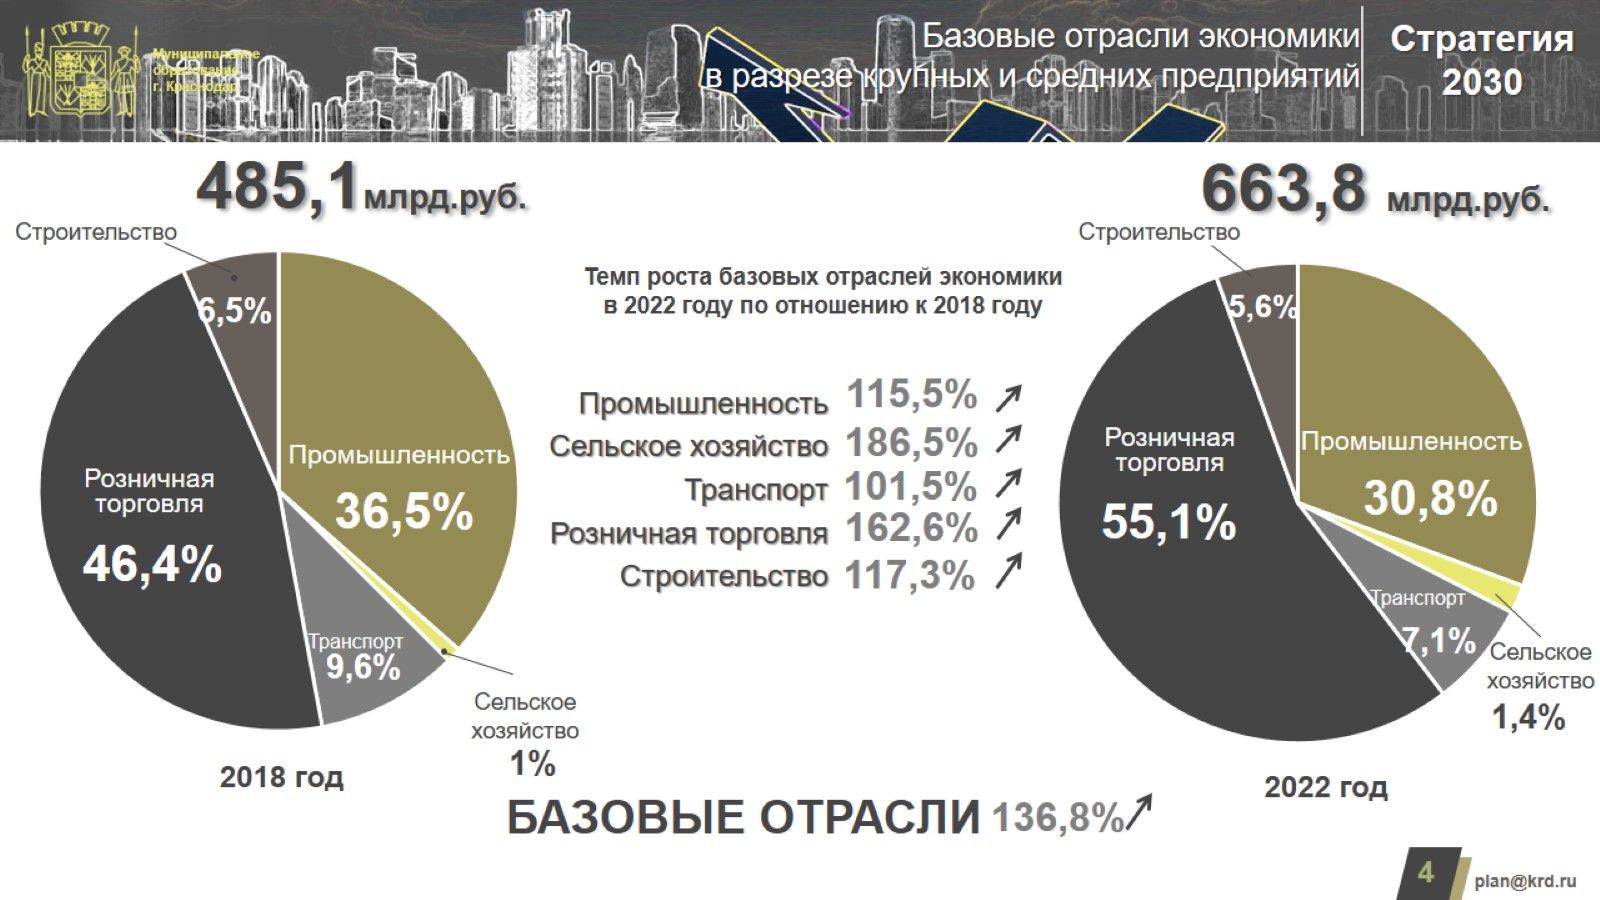 Муниципальное
образование
г. Краснодар
Базовые отрасли экономики
в разрезе крупных и средних предприятий
Стратегия
2030
485,1 млрд.руб.
Строительство
6,5%
Промышленность
36,5%
Розничная
торговля
46,4%
Транспорт
9,6%
Сельское
хозяйство
1%
2018 год
Темп роста базовых отраслей экономики
в 2022 году по отношению к 2018 году
Промышленность 115,5%
Сельское хозяйство 186,5%
Транспорт 101,5%
Розничная торговля 162,6%
Строительство 117,3%
663,8 млрд.руб.
Строительство
5,6%
Промышленность
30,8%
Розничная
торговля
55,1%
Транспорт
7,1%
Сельское
хозяйство
1,4%
2022 год
БАЗОВЫЕ ОТРАСЛИ 136,8%
4
plan@krd.ru